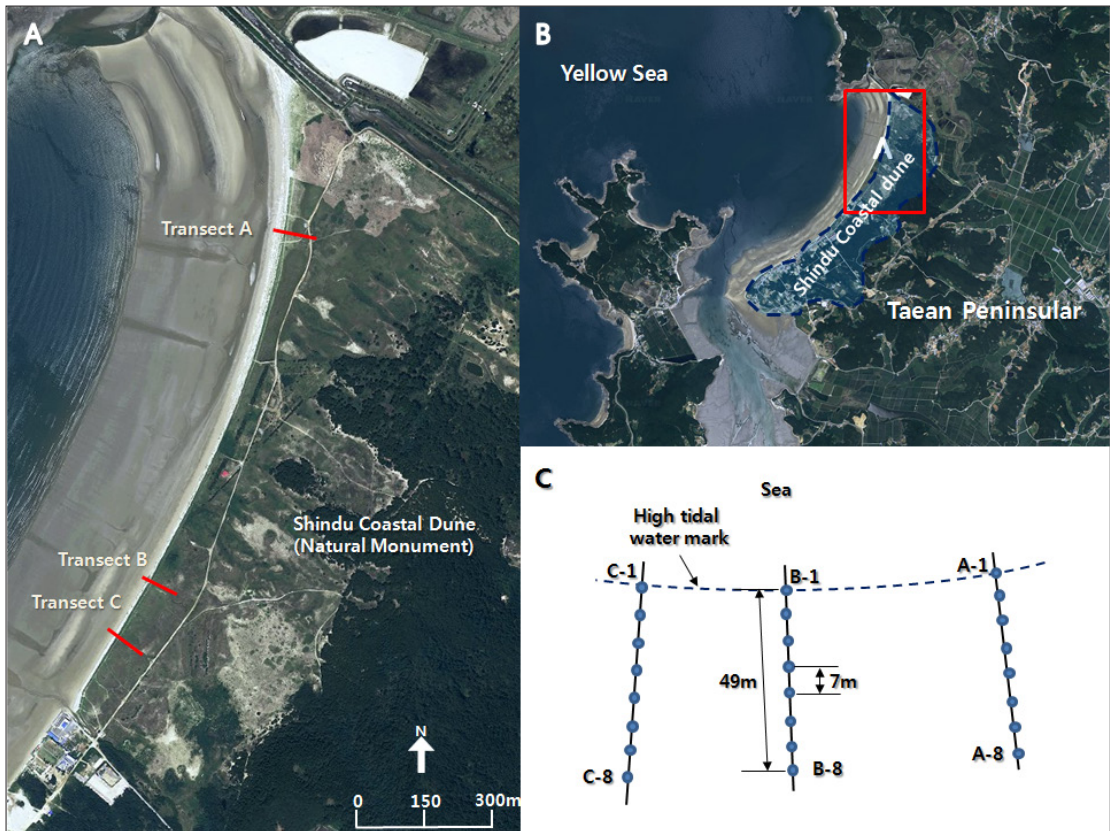 A
Transect A
Shindu Coastal Dune
(Natural Monument)
Transect B
Transect C
N
0 150 300m
B
Yellow Sea
Shindu Coastal dune
Taean Peninsular
C
Sea
High tidal
water mark
C-1
B-1
A-1
49m
7m
C-8
B-8
A-8